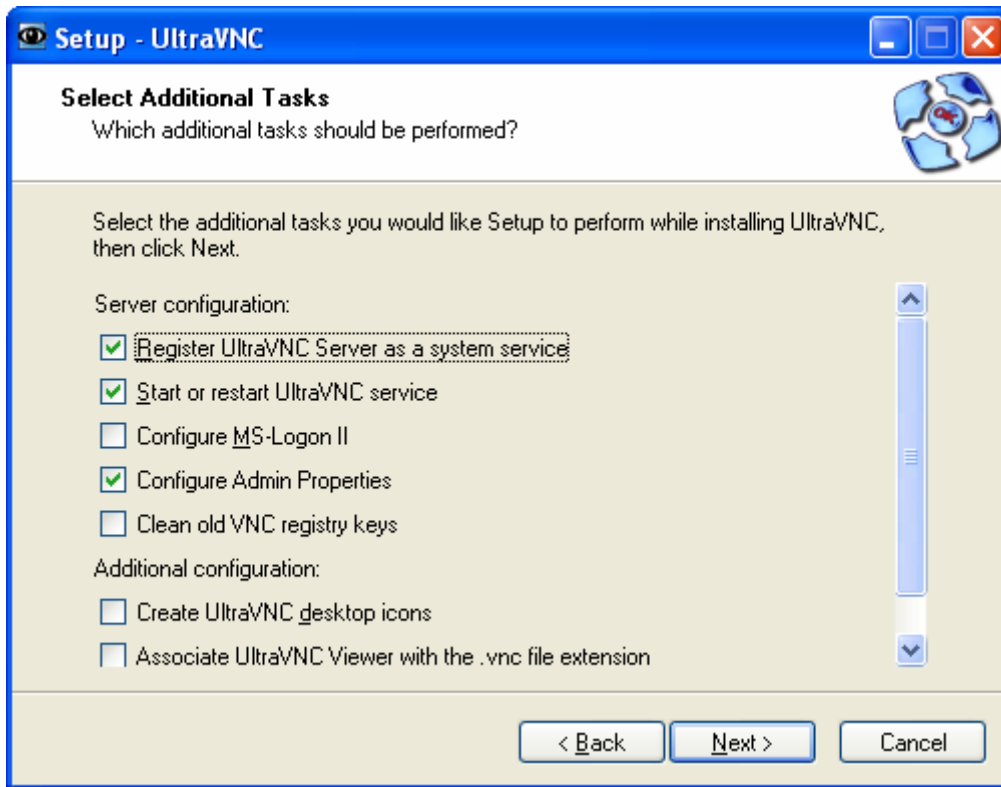 Setup - UltraVNC
Select Additional Tasks
Which additional tasks should be performed?
OK
Select the additional tasks you would like Setup to perform while installing UltraVNC,
then click Next.
Server configuration:
Register UltraVNC Server as a system service
Start or restart UltraVNC service
Configure MS-Logon II
Configure Admin Properties
Clean old VNC registry keys
Additional configuration:
Create UltraVNC desktop icons
Associate UltraVNC Viewer with the .vnc file extension
< Back
Next >
Cancel